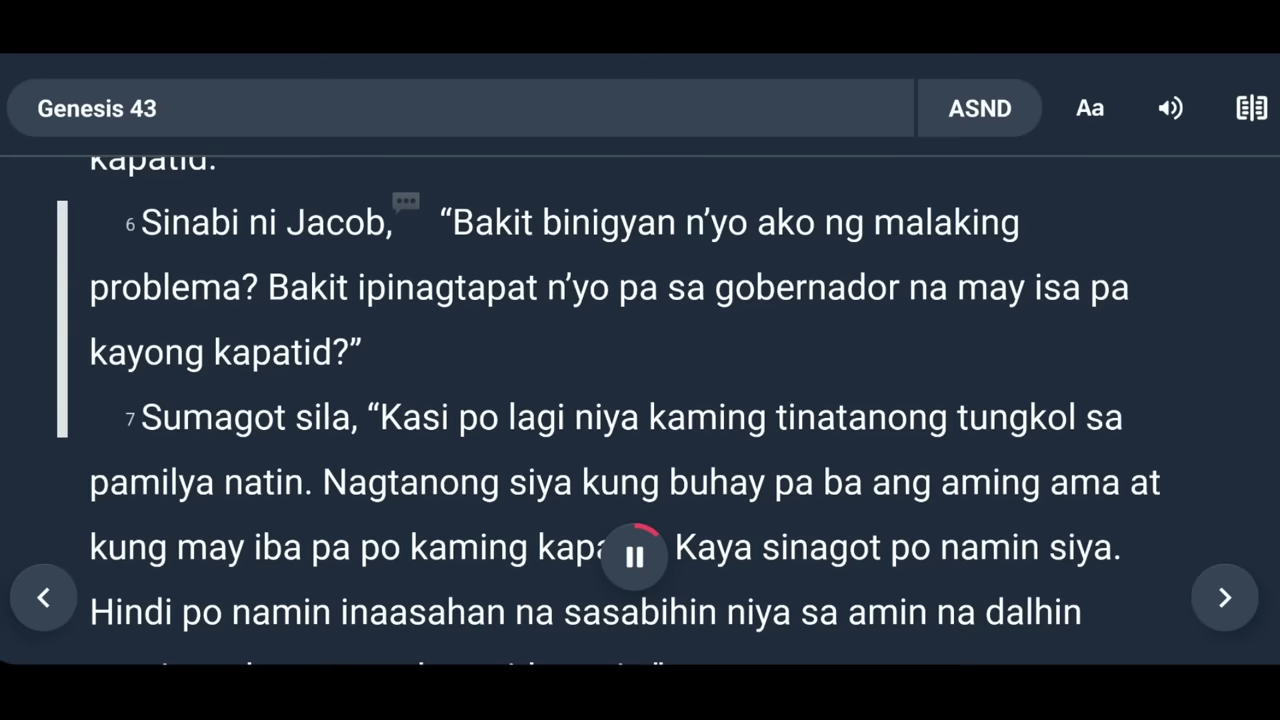 Genesis 43 ASND Aa
kapatid.
6 Sinabi ni Jacob, “Bakit binigyan n’yo ako ng malaking
problema? Bakit ipinagtapat n’yo pa sa gobernador na may isa pa
kayong kapatid?”
7 Sumagot sila, “Kasi po lagi niya kaming tinatanong tungkol sa
pamilya natin. Nagtanong siya kung buhay pa ba ang aming ama at
kung may iba pa po kaming Kaya sinagot po namin siya.
Hindi po namin inaasahan na sasabihin niya sa amin na dalhin